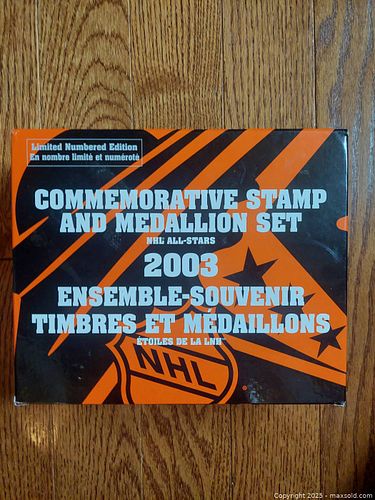 Limited Numbered Edition
En nombre limité et numéroté
COMMEMORATIVE STAMP
AND MEDALLION SET
NHL ALL-STARS
2003
ENSEMBLE-SOUVENIR
TIMBRES ET MÉDAILLONS
ÉTOILES DE LA LNH
NHL
Copyright 2025 - maxsold.com